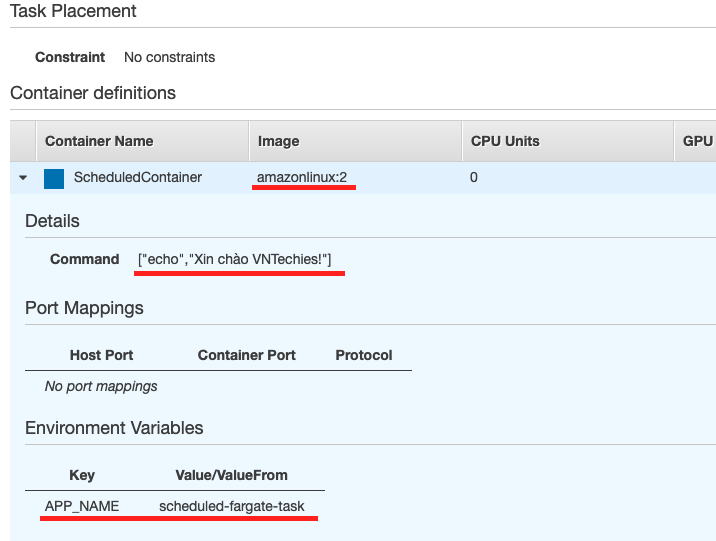 Task Placement
Constraint No constraints
Container definitions
Container Name Image CPU Units GPU
ScheduledContainer amazonlinux:2 0
Details
Command ["echo","Xin chào VNTechies!"]
Port Mappings
Host Port Container Port Protocol
No port mappings
Environment Variables
Key Value/ValueFrom
APP_NAME scheduled-fargate-task